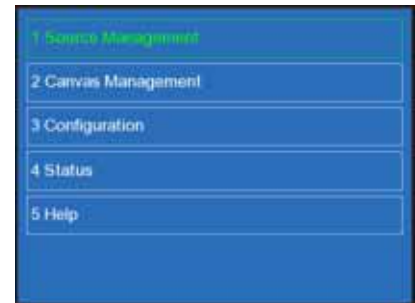 1 Source Management
2 Canvas Management
3 Configuration
4 Status
5 Help